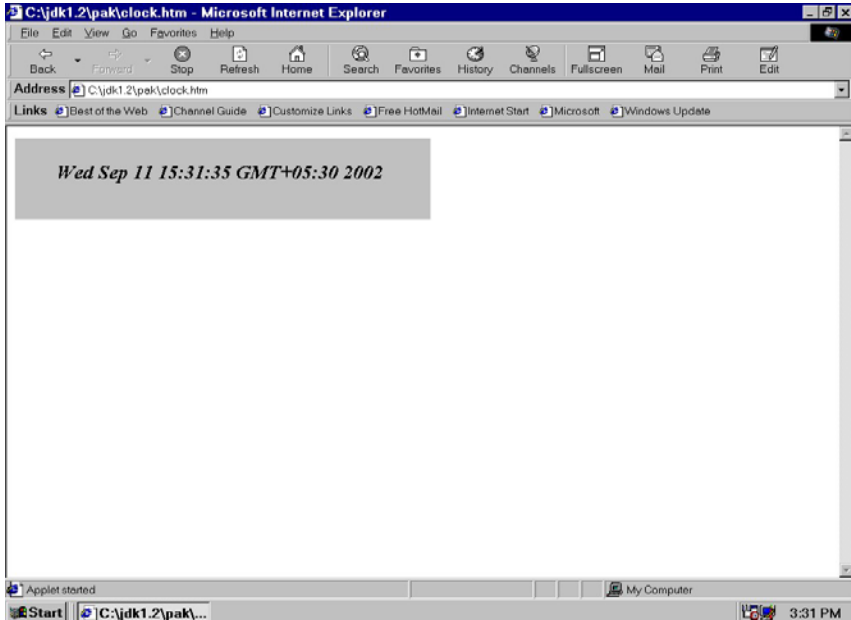 C:\jdk1.2\pak\clock.htm - Microsoft Internet Explorer
File Edit View Go Favorites Help
Back Forward Stop Refresh Home Search Favorites History Channels Fullscreen Mail Print Edit
Address C:\jdk1.2\pak\clock.htm
Links Best of the Web Channel Guide Customize Links Free HotMail Internet Start Microsoft Windows Update
Wed Sep 11 15:31:35 GMT+05:30 2002
Applet started My Computer
Start C:\jdk1.2\pak\... 3:31 PM